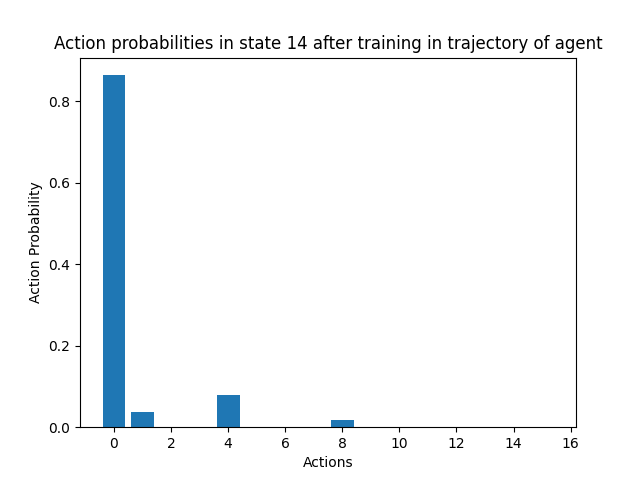 Action probabilities in state 14 after training in trajectory of agent
Action Probability
0.8
0.6
0.4
0.2
0.0
0 2 4 6 8 10 12 14 16
Actions